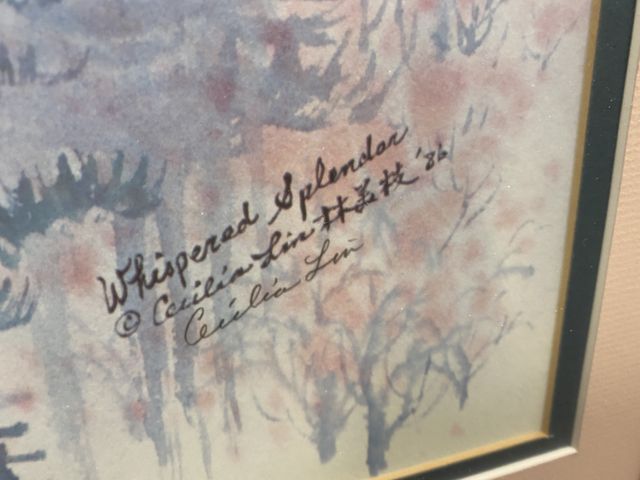 Whispered Splendor
© Cecilia Lin 林美枝 '86
Cecilia Lin